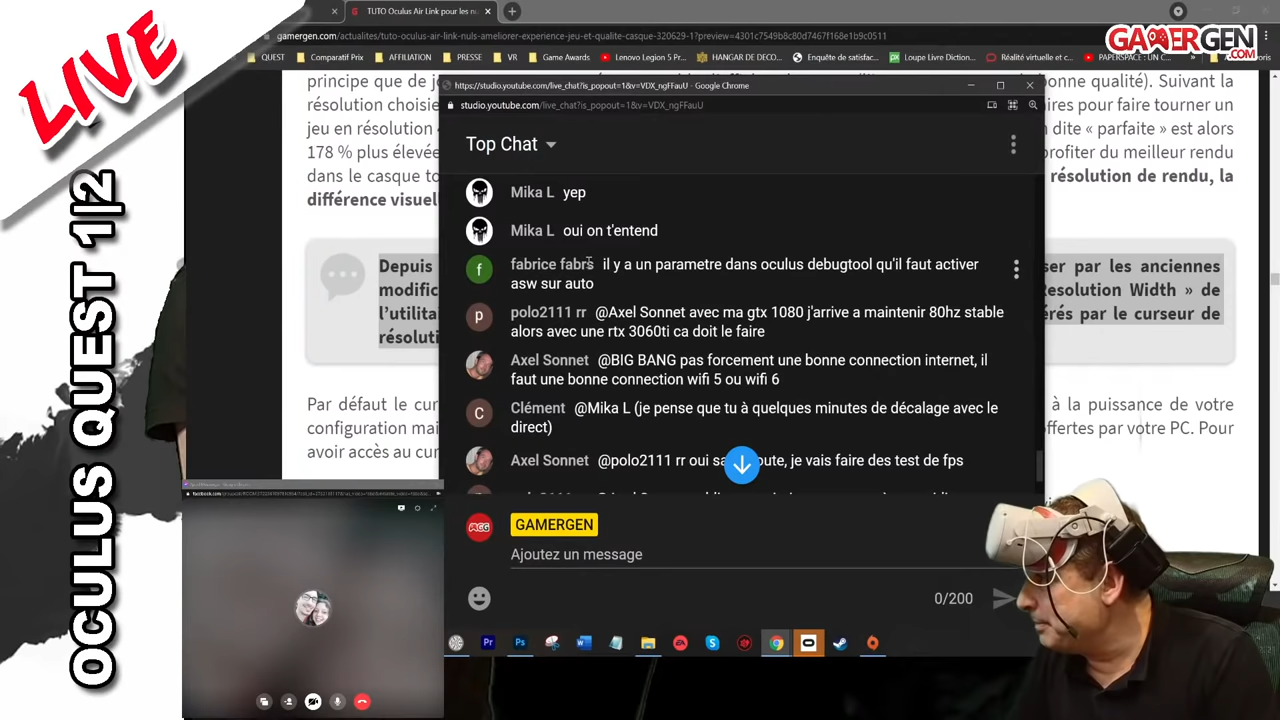 LIVE
OCULUS QUEST 1|2
TUTO Oculus Air Link pour les nu
GAMERGEN
.COM
gamergen.com/actualites/tuto-oculus-air-link-nuls-ameliorer-experience-jeu-et-qualite-casque-320629-1?preview=4301c7549b8c80d7467f168e1b0c9511
QUEST
Comparatif Prix
PRESSE
VR
Game Awards
Lenovo Legion 5 Pr
HANGAR DE DECO...
Enquête de satisfac...
Loupe Livre Diction...
Réalité virtuelle et c...
PAPERSPACE : UN C...
principe que de jo
résolution choisie
jeu en résolution «
178 % plus élevée
dans le casque to
différence visuel
onne qualité). Suivant la
aires pour faire tourner un
n dite « parfaite » est alors
profiter du meilleur rendu
résolution de rendu, la
Depuis
modific
l'utilita
résoluti
ser par les anciennes
Resolution Width » de
érés par le curseur de
Par défaut le cur
configuration mai
avoir accès au cur
à la puissance de votre
offertes par votre PC. Pour
https://studio.youtube.com/live_chat?is_popout=1&v=VDX_ngFFauU - Google Chrome
studio.youtube.com/live_chat?is_popout=1&v=VDX_ngFFauU
Top Chat
Mika L yep
Mika L oui on t'entend
fabrice fabris il y a un parametre dans oculus debugtool qu'il faut activer
asw sur auto
polo2111 rr @Axel Sonnet avec ma gtx 1080 j'arrive a maintenir 80hz stable
alors avec une rtx 3060ti ca doit le faire
Axel Sonnet @BIG BANG pas forcement une bonne connection internet, il
faut une bonne connection wifi 5 ou wifi 6
Clément @Mika L (je pense que tu à quelques minutes de décalage avec le
direct)
Axel Sonnet @polo2111 rr oui sa oute, je vais faire des test de fps
GAMERGEN
Ajoutez un message
0/200